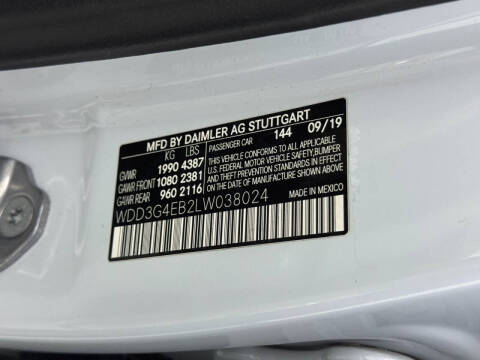 MFD BY DAIMLER AG STUTTGART
KG LBS PASSENGER CAR 144 09/19
GVWR 1990 4387
GAWR FRONT 1080 2381
GAWR REAR 960 2116
THIS VEHICLE CONFORMS TO ALL APPLICABLE
U.S. FEDERAL MOTOR VEHICLE SAFETY,BUMPER
AND THEFT PREVENTION STANDARDS IN EFFECT
ON THE DATE OF MANUFACTURE SHOWN ABOVE.
MADE IN MEXICO
WDD3G4EB2LW038024